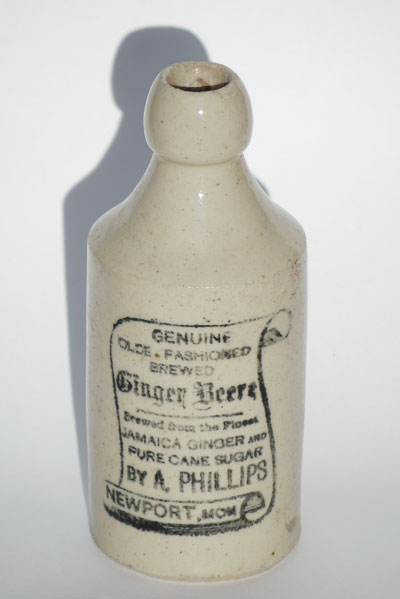 GENUINE
OLDE FASHIONED
BREWED
Ginger Beere
Brewed from the Finest
JAMAICA GINGER AND
PURE CANE SUGAR
BY A. PHILLIPS
NEWPORT, MON